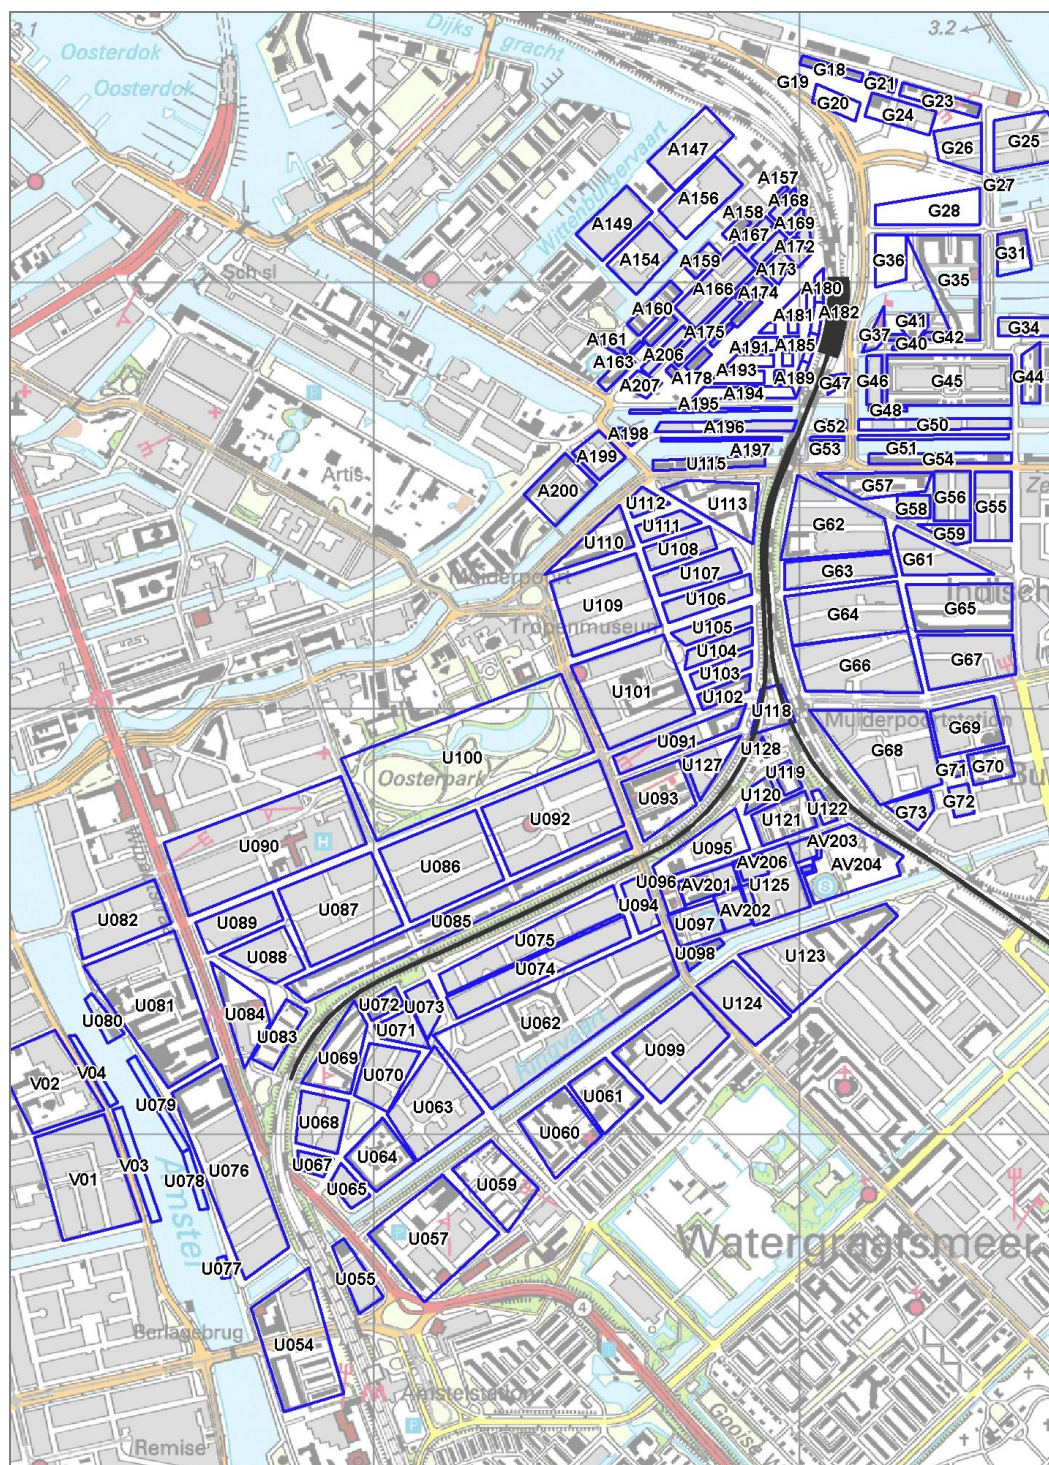 3.1
Dijks
gracht
3.2
Oosterdok
Oosterdok
G18
G19
G21
G20
G23
G24
Wittenburgervaart
A147
G26
G25
A157
G27
A156
A168
A158
A169
G28
A149
A167
A172
A154
A159
A173
G36
G31
Sch sl
A166
A174
A180
G35
A160
A181
A182
G41
G34
A161
A175
G37
G42
G40
A163
A206
A191
A185
A207
A178
A193
A189
G47
G46
G45
G44
A194
A195
G48
A198
A196
G52
G50
A199
A197
G53
G51
Artis
U115
G54
A200
G57
G56
Ze
U112
U113
G58
G55
U111
G62
G59
U110
U108
G61
Muiderpoort
U107
G63
Indisch
U109
U106
G64
G65
Tropenmuseum
U105
U104
G66
G67
U103
U101
U102
U118
Muiderpoortstation
U091
G69
U100
U128
G68
Oosterpark
U127
U119
G71
G70
Bu
U093
U120
U122
G72
U092
U121
G73
U090
U095
AV203
U086
AV206
AV204
U096
AV201
U125
U087
U082
U089
U085
U094
U097
AV202
U075
U088
U098
U123
U074
U081
U072
U073
U124
U080
U084
U083
U071
U062
Ringvaart
U069
U099
V02
V04
U070
U079
U063
U061
U068
U060
V03
U064
V01
U067
U076
U078
U065
U059
Amstel
U057
Watergraafsmeer
U077
U055
4
Berlagebrug
U054
Amstelstation
Gooise
Remise